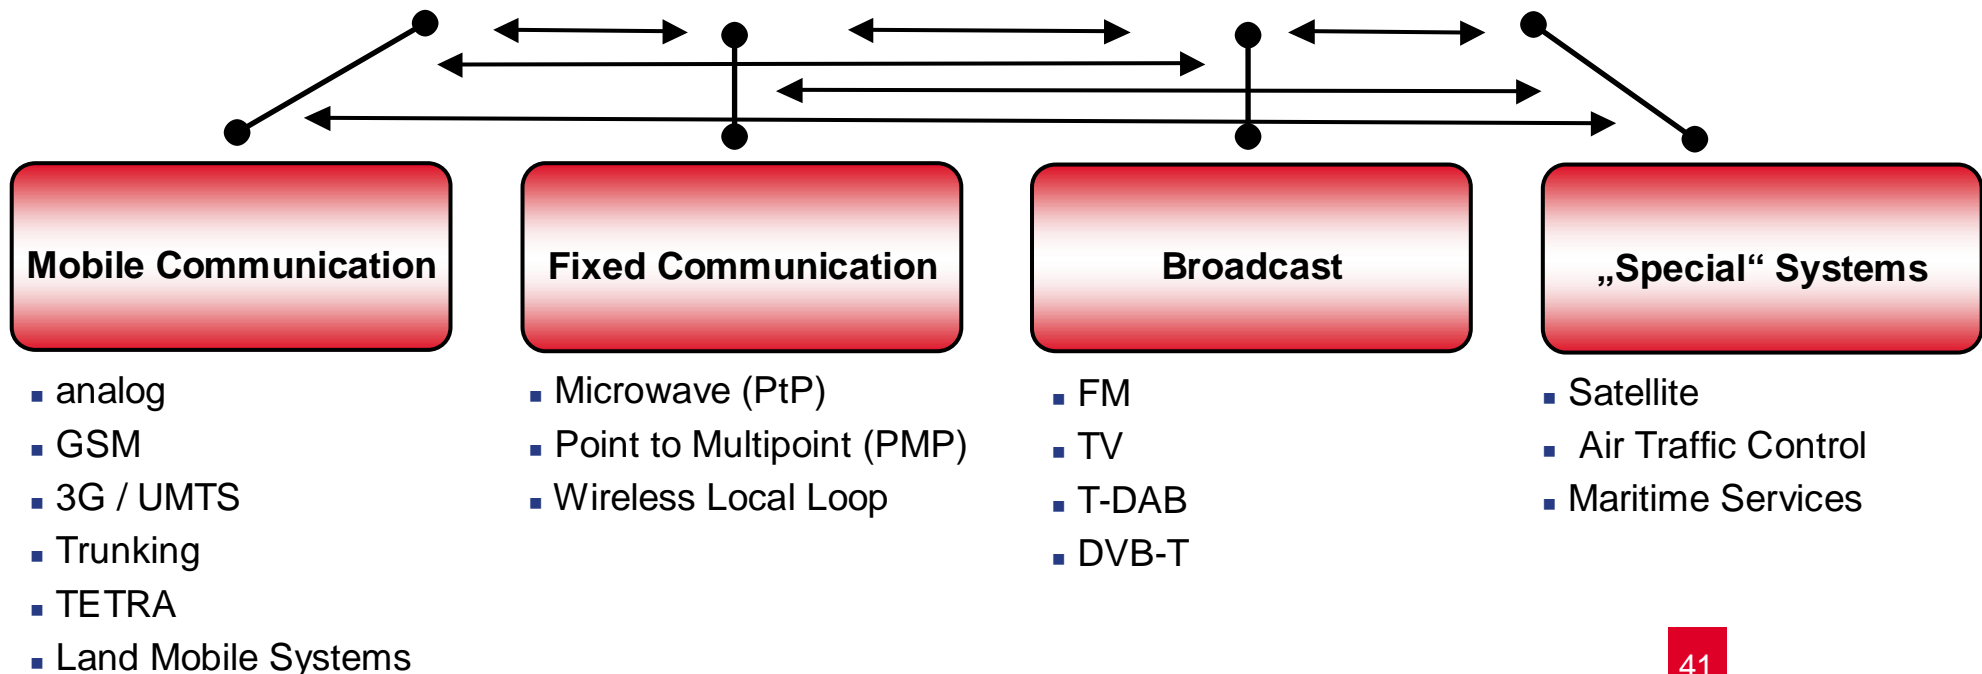 Mobile Communication
analog
GSM
3G / UMTS
Trunking
TETRA
Land Mobile Systems
Fixed Communication
Microwave (PtP)
Point to Multipoint (PMP)
Wireless Local Loop
Broadcast
FM
TV
T-DAB
DVB-T
„Special“ Systems
Satellite
Air Traffic Control
Maritime Services
41